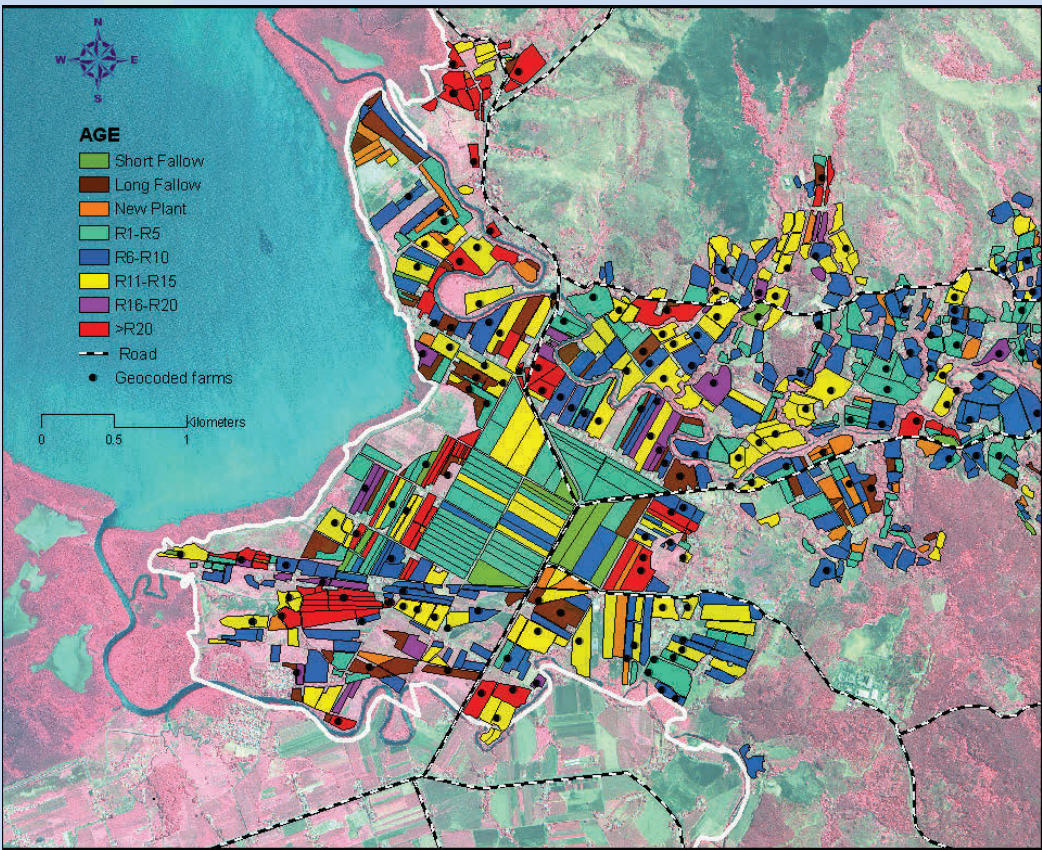 N
W E
S
AGE
Short Fallow
Long Fallow
New Plant
R1-R5
R6-R10
R11-R15
R16-R20
>R20
Road
Geocoded farms
Kilometers
0 0.5 1